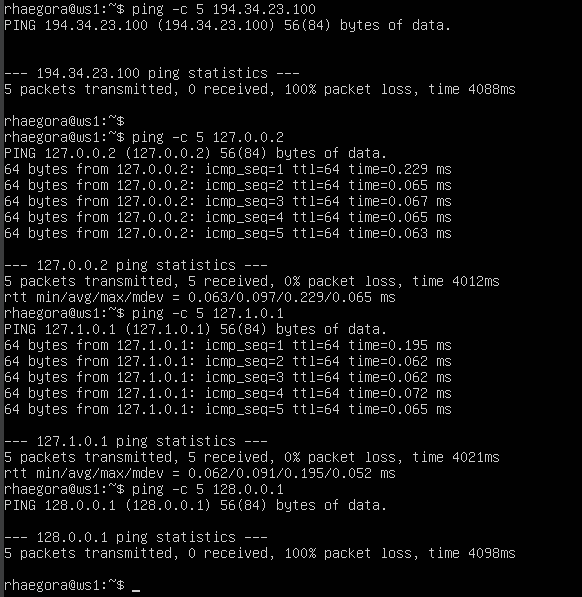 rhaegora@ws1:~$ ping -c 5 194.34.23.100
PING 194.34.23.100 (194.34.23.100) 56(84) bytes of data.
--- 194.34.23.100 ping statistics ---
5 packets transmitted, 0 received, 100% packet loss, time 4088ms
rhaegora@ws1:~$
rhaegora@ws1:~$ ping -c 5 127.0.0.2
PING 127.0.0.2 (127.0.0.2) 56(84) bytes of data.
64 bytes from 127.0.0.2: icmp_seq=1 ttl=64 time=0.229 ms
64 bytes from 127.0.0.2: icmp_seq=2 ttl=64 time=0.065 ms
64 bytes from 127.0.0.2: icmp_seq=3 ttl=64 time=0.067 ms
64 bytes from 127.0.0.2: icmp_seq=4 ttl=64 time=0.065 ms
64 bytes from 127.0.0.2: icmp_seq=5 ttl=64 time=0.063 ms
--- 127.0.0.2 ping statistics ---
5 packets transmitted, 5 received, 0% packet loss, time 4012ms
rtt min/avg/max/mdev = 0.063/0.097/0.229/0.065 ms
rhaegora@ws1:~$ ping -c 5 127.1.0.1
PING 127.1.0.1 (127.1.0.1) 56(84) bytes of data.
64 bytes from 127.1.0.1: icmp_seq=1 ttl=64 time=0.195 ms
64 bytes from 127.1.0.1: icmp_seq=2 ttl=64 time=0.062 ms
64 bytes from 127.1.0.1: icmp_seq=3 ttl=64 time=0.062 ms
64 bytes from 127.1.0.1: icmp_seq=4 ttl=64 time=0.072 ms
64 bytes from 127.1.0.1: icmp_seq=5 ttl=64 time=0.065 ms
--- 127.1.0.1 ping statistics ---
5 packets transmitted, 5 received, 0% packet loss, time 4021ms
rtt min/avg/max/mdev = 0.062/0.091/0.195/0.052 ms
rhaegora@ws1:~$ ping -c 5 128.0.0.1
PING 128.0.0.1 (128.0.0.1) 56(84) bytes of data.
--- 128.0.0.1 ping statistics ---
5 packets transmitted, 0 received, 100% packet loss, time 4098ms
rhaegora@ws1:~$ _